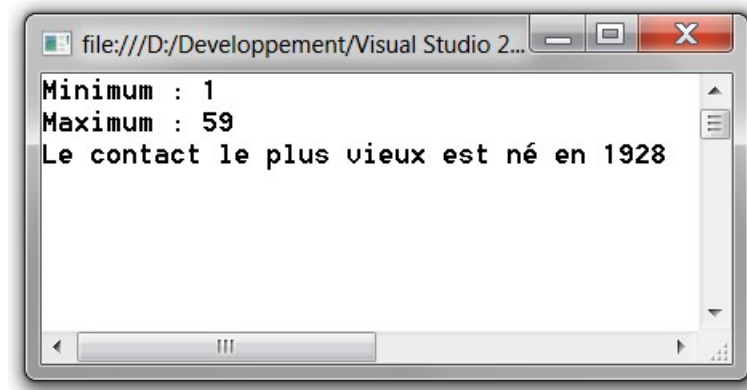 file:///D:/Developpement/Visual Studio 2...
Minimum : 1
Maximum : 59
Le contact le plus vieux est né en 1928